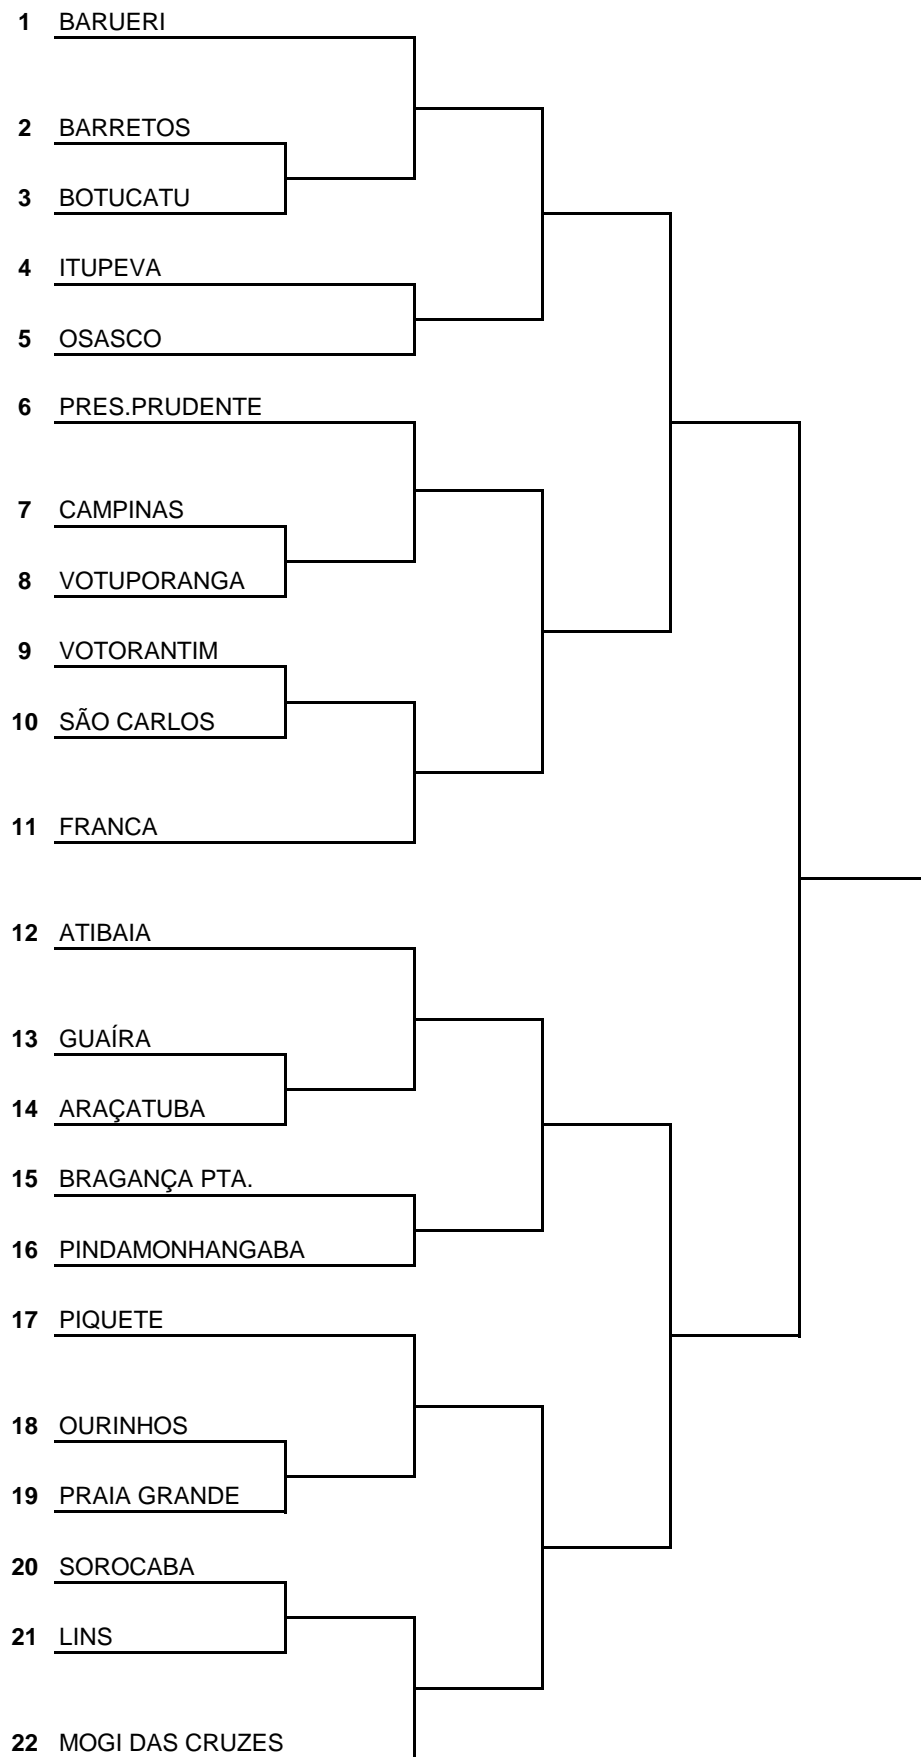 1 BARUERI
2 BARRETOS
3 BOTUCATU
4 ITUPEVA
5 OSASCO
6 PRES.PRUDENTE
7 CAMPINAS
8 VOTUPORANGA
9 VOTORANTIM
10 SÃO CARLOS
11 FRANCA
12 ATIBAIA
13 GUAÍRA
14 ARAÇATUBA
15 BRAGANÇA PTA.
16 PINDAMONHANGABA
17 PIQUETE
18 OURINHOS
19 PRAIA GRANDE
20 SOROCABA
21 LINS
22 MOGI DAS CRUZES